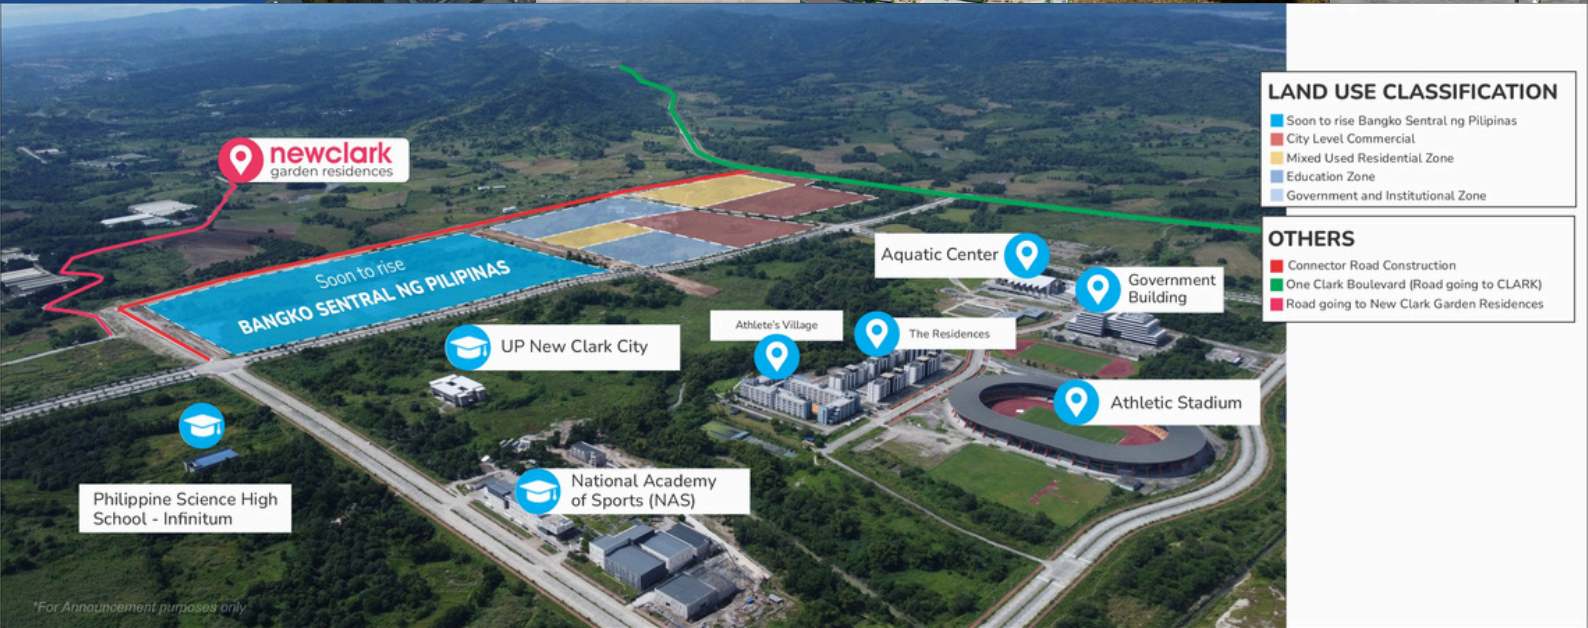 newclark
garden residences
Soon to rise
BANGKO SENTRAL NG PILIPINAS
Aquatic Center
Government
Building
Athlete's Village
The Residences
UP New Clark City
Athletic Stadium
National Academy
of Sports (NAS)
Philippine Science High
School - Infinitum
*For Announcement purposes only
LAND USE CLASSIFICATION
Soon to rise Bangko Sentral ng Pilipinas
City Level Commercial
Mixed Used Residential Zone
Education Zone
Government and Institutional Zone
OTHERS
Connector Road Construction
One Clark Boulevard (Road going to CLARK)
Road going to New Clark Garden Residences